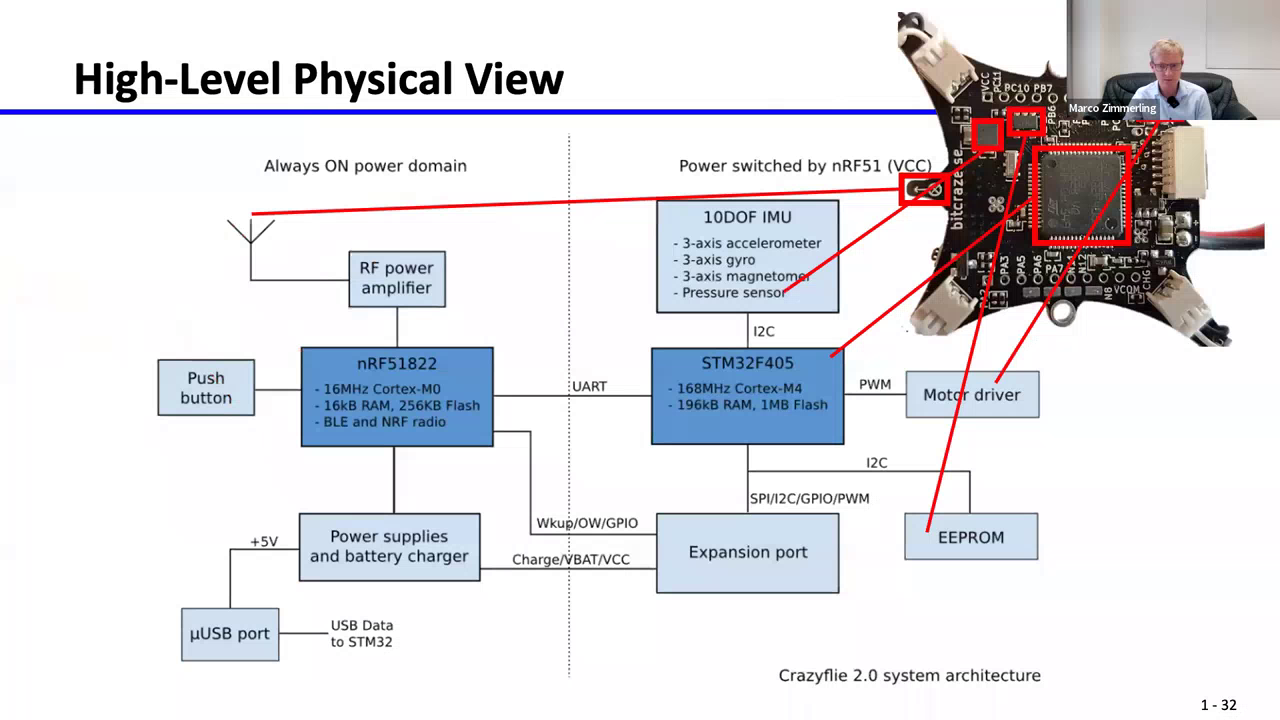 High-Level Physical View
Marco Zimmerling
Always ON power domain
Power switched by nRF51 (VCC)
10DOF IMU
- 3-axis accelerometer
- 3-axis gyro
- 3-axis magnetometer
- Pressure sensor
RF power
amplifier
I2C
nRF51822
- 16MHz Cortex-M0
- 16kB RAM, 256KB Flash
- BLE and NRF radio
Push
button
UART
STM32F405
- 168MHz Cortex-M4
- 196kB RAM, 1MB Flash
PWM
Motor driver
I2C
SPI/I2C/GPIO/PWM
Wkup/OW/GPIO
Charge/VBAT/VCC
Power supplies
and battery charger
Expansion port
EEPROM
+5V
µUSB port
USB Data
to STM32
Crazyflie 2.0 system architecture
1 - 32
VCC
PC11
PC10 PB7
PB6
bitcraze.se
PA3
PA5
PA6
PA7
VCOM
CHG